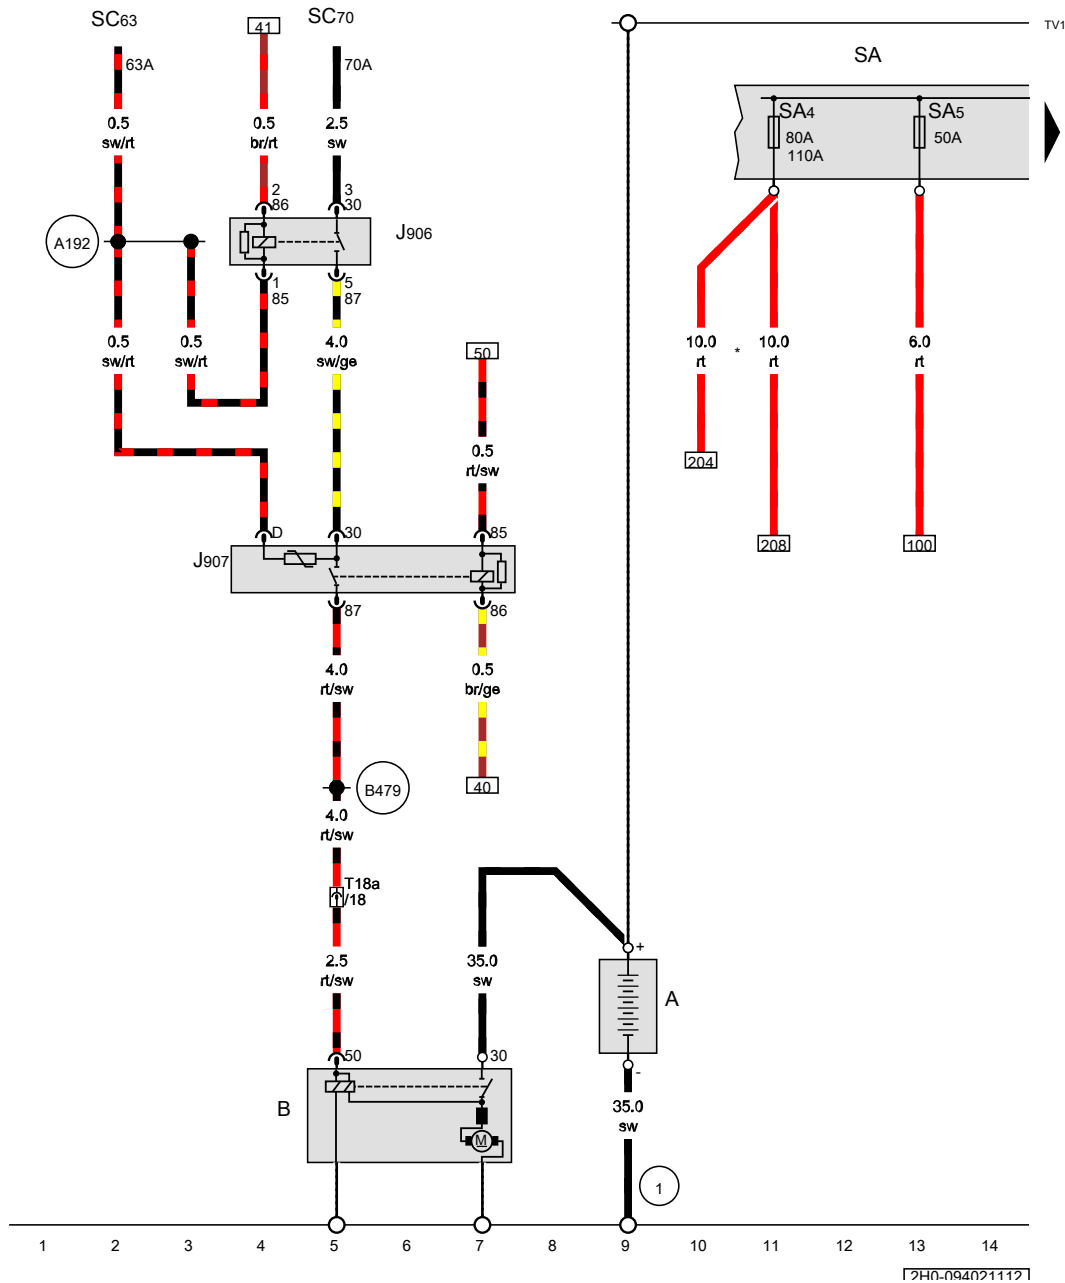 SC63
41
SC70
TV1
63A
70A
SA
SA4
80A
110A
SA5
50A
0.5
sw/rt
0.5
br/rt
2.5
sw
2
86
3
30
A192
J906
1
85
5
87
0.5
sw/rt
0.5
sw/rt
4.0
sw/ge
50
10.0
rt
*
10.0
rt
6.0
rt
0.5
rt/sw
204
D
30
85
208
100
J907
87
86
4.0
rt/sw
0.5
br/ge
B479
40
4.0
rt/sw
T18a
/18
2.5
rt/sw
35.0
sw
+
A
50
30
-
B
M
35.0
sw
1
1 2 3 4 5 6 7 8 9 10 11 12 13 14
2H0-094021112